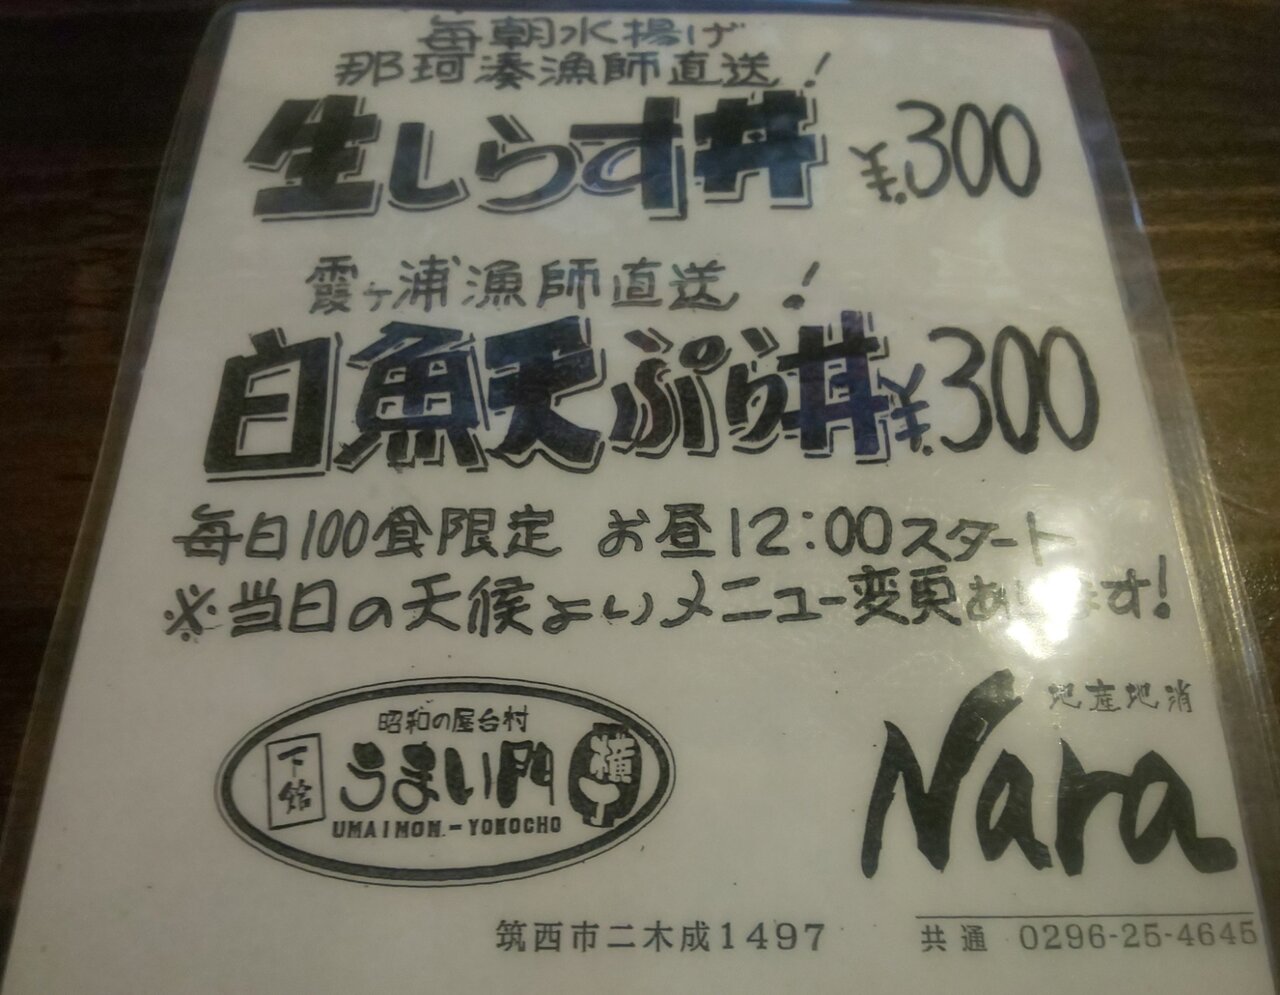 毎朝水揚げ
那珂湊漁師直送!
生しらす丼 ¥.300
霞ヶ浦漁師直送!
白魚天ぷら丼 ¥.300
毎日100食限定 お昼12:00スタート
※当日の天候よりメニュー変更あります!
昭和の屋台村
下館 うまい門 横丁
UMAIMON.-YOKOCHO
地産地消
Nara
筑西市二木成1497
共通 0296-25-4645